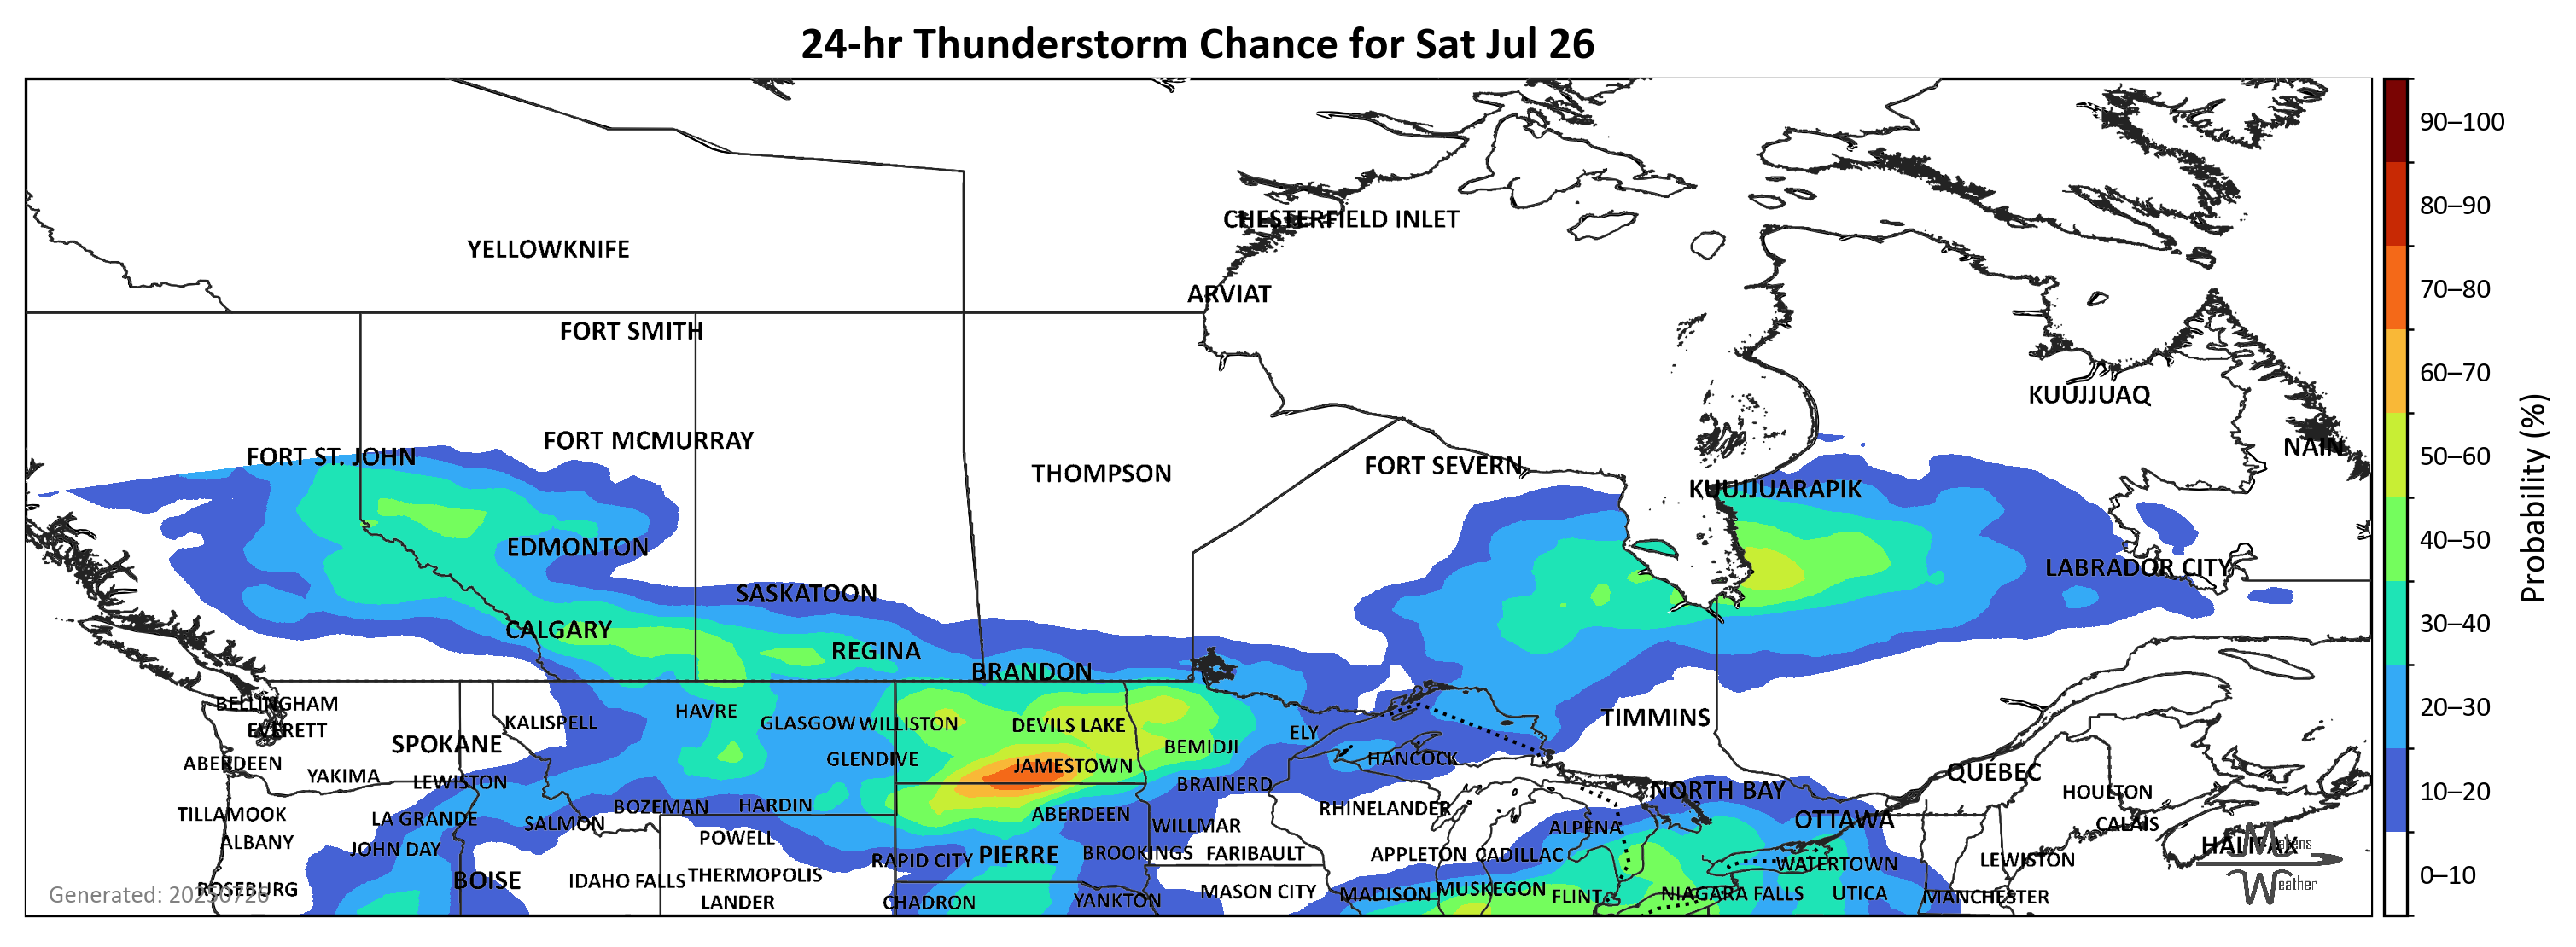 24-hr Thunderstorm Chance for Sat Jul 26
90–100
80–90
CHESTERFIELD INLET
YELLOWKNIFE
70–80
ARVIAT
FORT SMITH
60–70
KUUJJUAQ
FORT MCMURRAY
NAIN
FORT ST. JOHN
50–60
FORT SEVERN
THOMPSON
KUUJJUARAPIK
Probability (%)
EDMONTON
40–50
LABRADOR CITY
SASKATOON
CALGARY
30–40
REGINA
BRANDON
BELLINGHAM
HAVRE
20–30
TIMMINS
KALISPELL
GLASGOW
WILLISTON
DEVILS LAKE
EVERETT
ELY
SPOKANE
BEMIDJI
GLENDIVE
HANCOCK
ABERDEEN
JAMESTOWN
QUÉBEC
YAKIMA
LEWISTON
BRAINERD
NORTH BAY
HOULTON
10–20
BOZEMAN
HARDIN
RHINELANDER
TILLAMOOK
ABERDEEN
LA GRANDE
OTTAWA
SALMON
WILLMAR
ALPENA
CALAIS
ALBANY
POWELL
HALIFAX
Makens
Weather
JOHN DAY
RAPID CITY
PIERRE
BROOKINGS
FARIBAULT
APPLETON
CADILLAC
LEWISTON
WATERTOWN
THERMOPOLIS
0–10
BOISE
IDAHO FALLS
ROSEBURG
MASON CITY
MADISON
MUSKEGON
FLINT
NIAGARA FALLS
UTICA
MANCHESTER
LANDER
CHADRON
YANKTON
Generated: 20250726